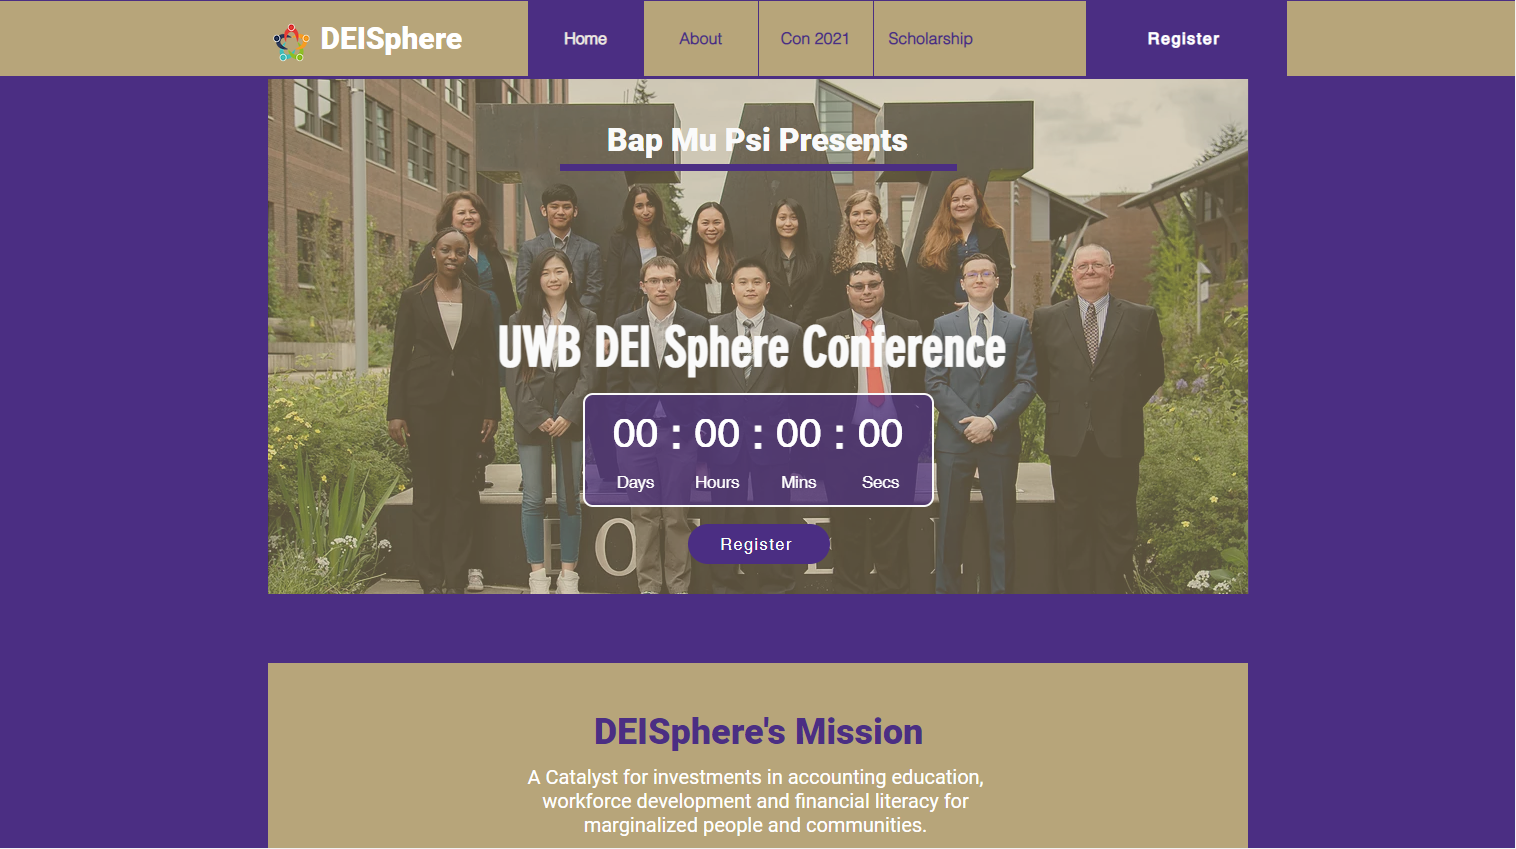 DEISphere
Home
About
Con 2021
Scholarship
Register
Bap Mu Psi Presents
UWB DEI Sphere Conference
00 : 00 : 00 : 00
Days Hours Mins Secs
Register
DEISphere's Mission
A Catalyst for investments in accounting education,
workforce development and financial literacy for
marginalized people and communities.